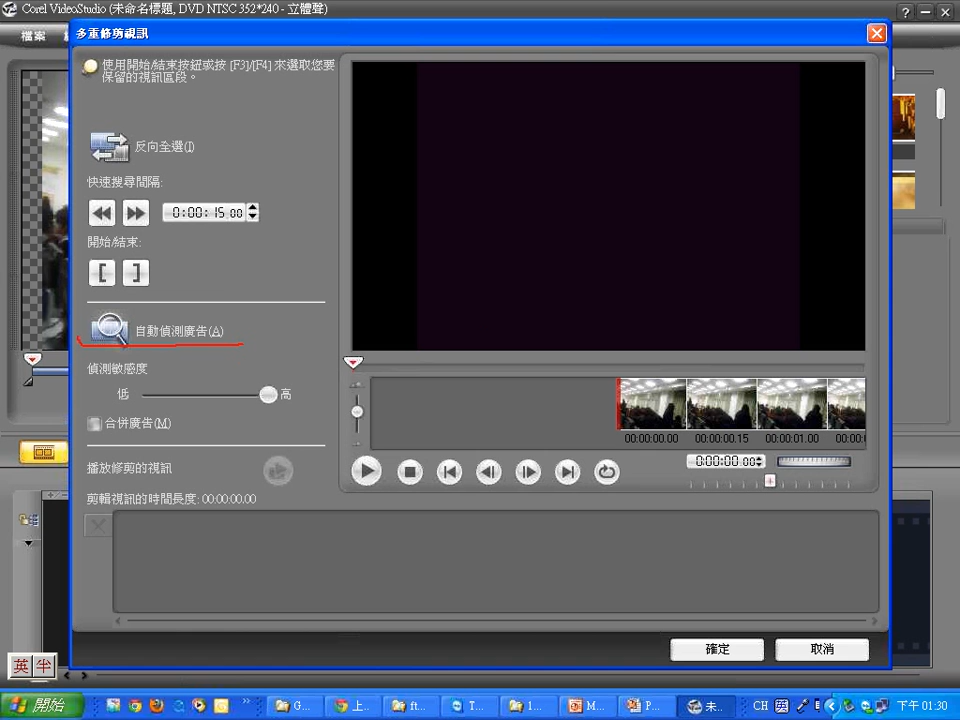 Corel VideoStudio (未命名標題, DVD NTSC 352*240 - 立體聲)
檔案
多重修剪視訊
使用開始/結束按鈕或按 [F3]/[F4] 來選取您要
保留的視訊區段。
反向全選(I)
快速搜尋間隔:
0:00:15.00
開始/結束:
自動偵測廣告(A)
偵測敏感度
低 高
合併廣告(M)
播放修剪的視訊
剪輯視訊的時間長度: 00:00:00.00
00:00:00.00 00:00:00.15 00:00:01.00 00:00:
0:00:00.00
確定 取消
英 半
開始 G... 上... ft... T... 1... M... P... 未... CH 下午 01:30